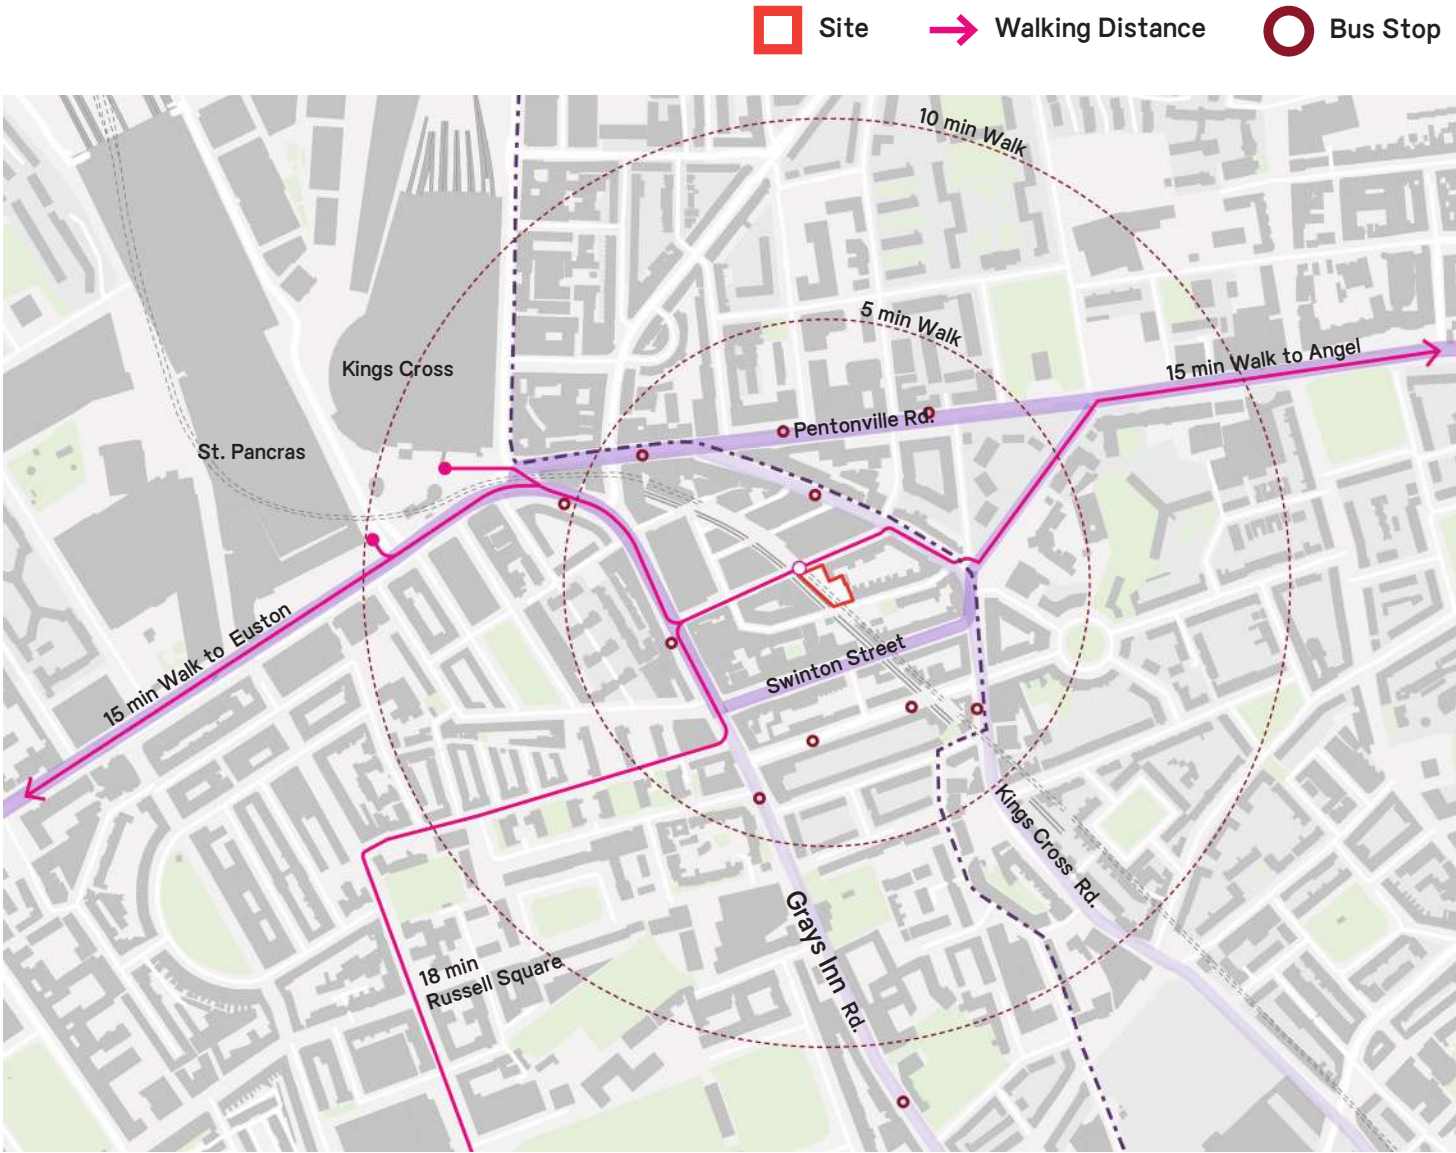 Site
Walking Distance
Bus Stop
10 min Walk
5 min Walk
15 min Walk to Angel
Kings Cross
Pentonville Rd.
St. Pancras
15 min Walk to Euston
Swinton Street
Kings Cross Rd.
Grays Inn Rd.
18 min
Russell Square